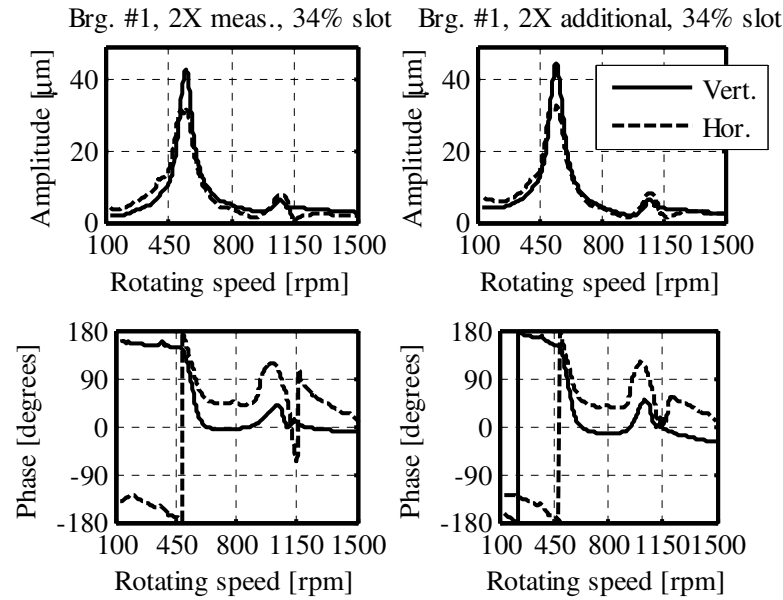 Brg. #1, 2X meas., 34% slot
Amplitude [μm]
40
20
0
100 450 800 1150 1500
Rotating speed [rpm]
Brg. #1, 2X additional, 34% slot
Amplitude [μm]
40
20
0
100 450 800 1150 1500
Rotating speed [rpm]
Vert.
Hor.
Phase [degrees]
180
90
0
-90
-180
100 450 800 1150 1500
Rotating speed [rpm]
Phase [degrees]
180
90
0
-90
-180
100 450 800 1150 1500
Rotating speed [rpm]